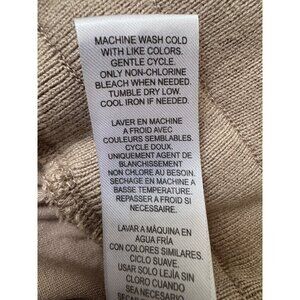 MACHINE WASH COLD
WITH LIKE COLORS.
GENTLE CYCLE.
ONLY NON-CHLORINE
BLEACH WHEN NEEDED.
TUMBLE DRY LOW.
COOL IRON IF NEEDED.
LAVER EN MACHINE
A FROID AVEC
COULEURS SEMBLABLES.
CYCLE DOUX.
UNIQUEMENT AGENT DE
BLANCHISSEMENT
NON CHLORE AU BESOIN.
SECHAGE EN MACHINE A
BASSE TEMPERATURE.
REPASSER A FROID SI
NECESSAIRE.
LAVAR A MÁQUINA EN
AGUA FRÍA
CON COLORES SIMILARES.
CICLO SUAVE.
USAR SOLO LEJÍA SIN
CLORO CUANDO
SEA NECESARIO